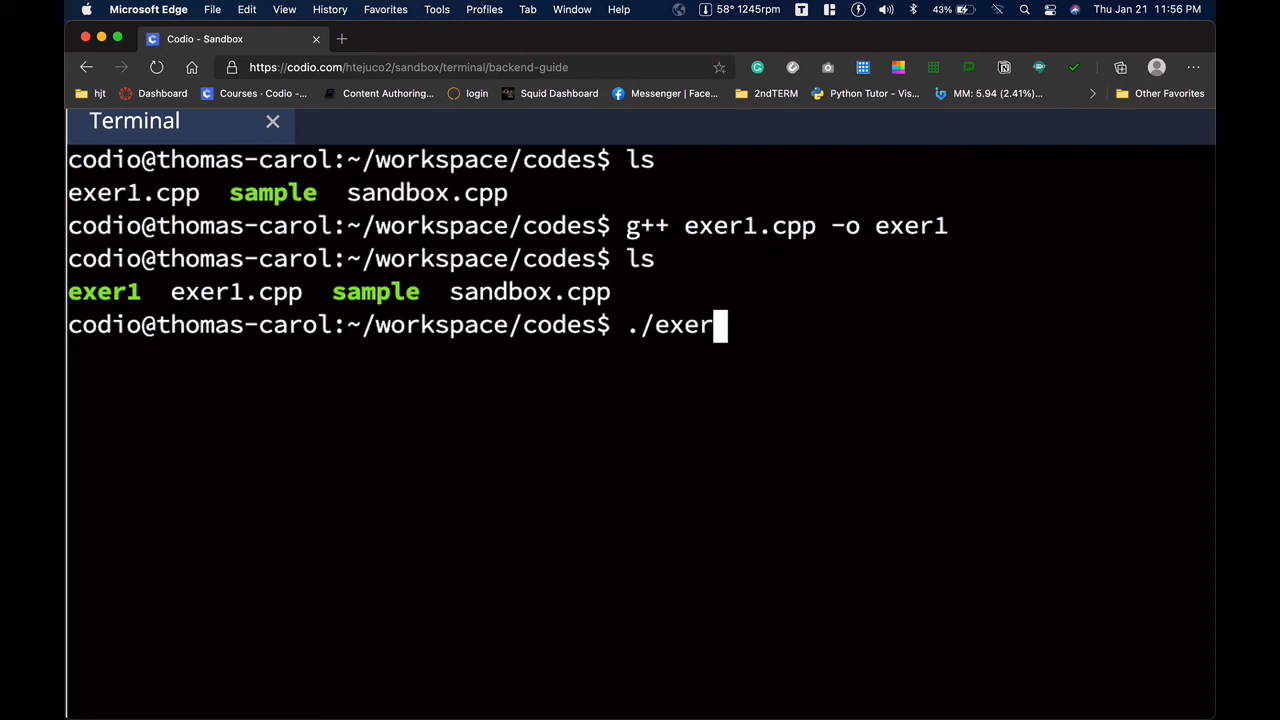 Microsoft Edge File Edit View History Favorites Tools Profiles Tab Window Help 58° 1245rpm 43% Thu Jan 21 11:56 PM
Codio - Sandbox
https://codio.com/htejuco2/sandbox/terminal/backend-guide
hjt Dashboard Courses · Codio -... Content Authoring... login Squid Dashboard Messenger | Face... 2ndTERM Python Tutor - Vis... MM: 5.94 (2.41%)... Other Favorites
Terminal
codio@thomas-carol:~/workspace/codes$ ls
exer1.cpp sample sandbox.cpp
codio@thomas-carol:~/workspace/codes$ g++ exer1.cpp -o exer1
codio@thomas-carol:~/workspace/codes$ ls
exer1 exer1.cpp sample sandbox.cpp
codio@thomas-carol:~/workspace/codes$ ./exer